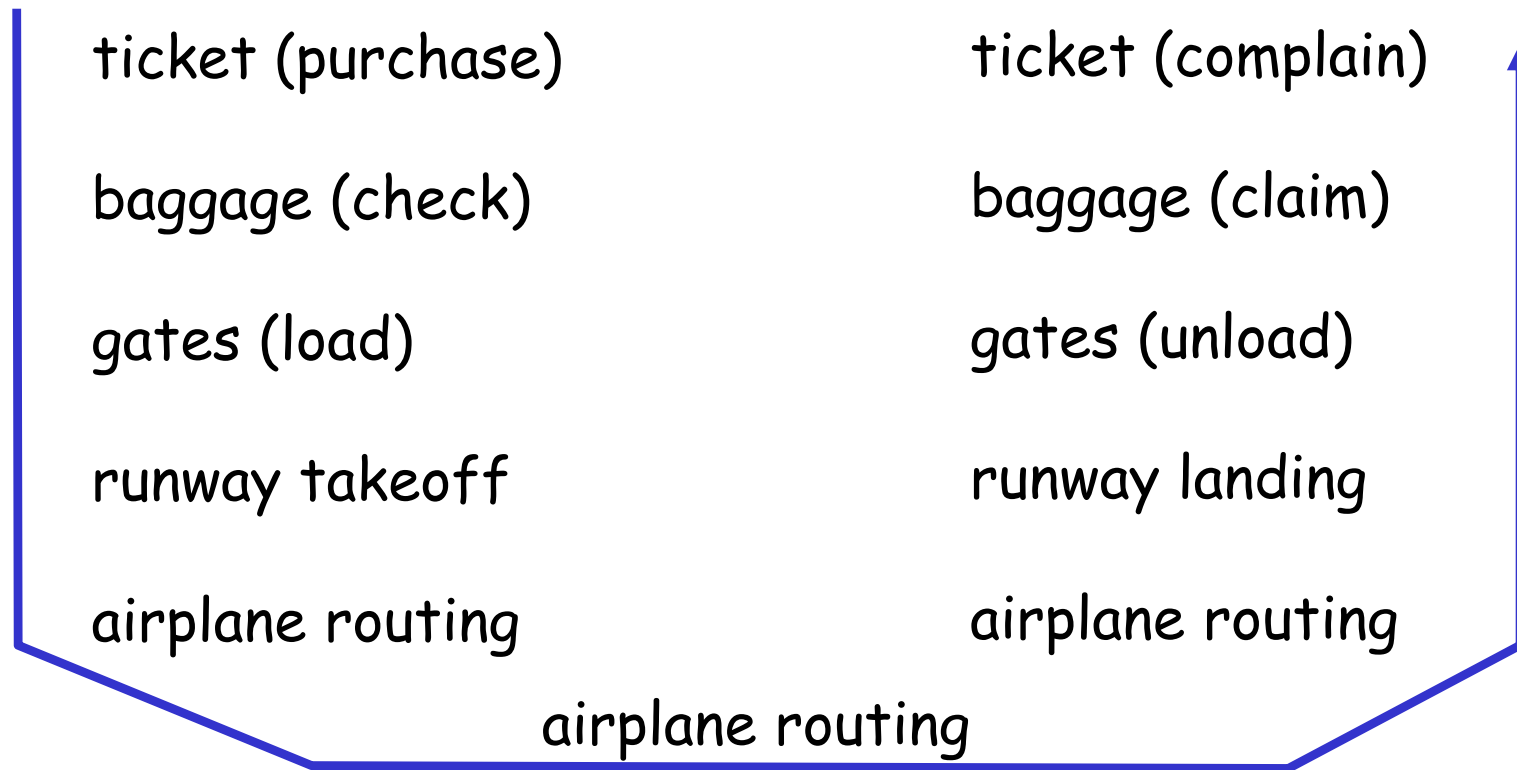 ticket (purchase)
baggage (check)
gates (load)
runway takeoff
airplane routing
airplane routing
ticket (complain)
baggage (claim)
gates (unload)
runway landing
airplane routing